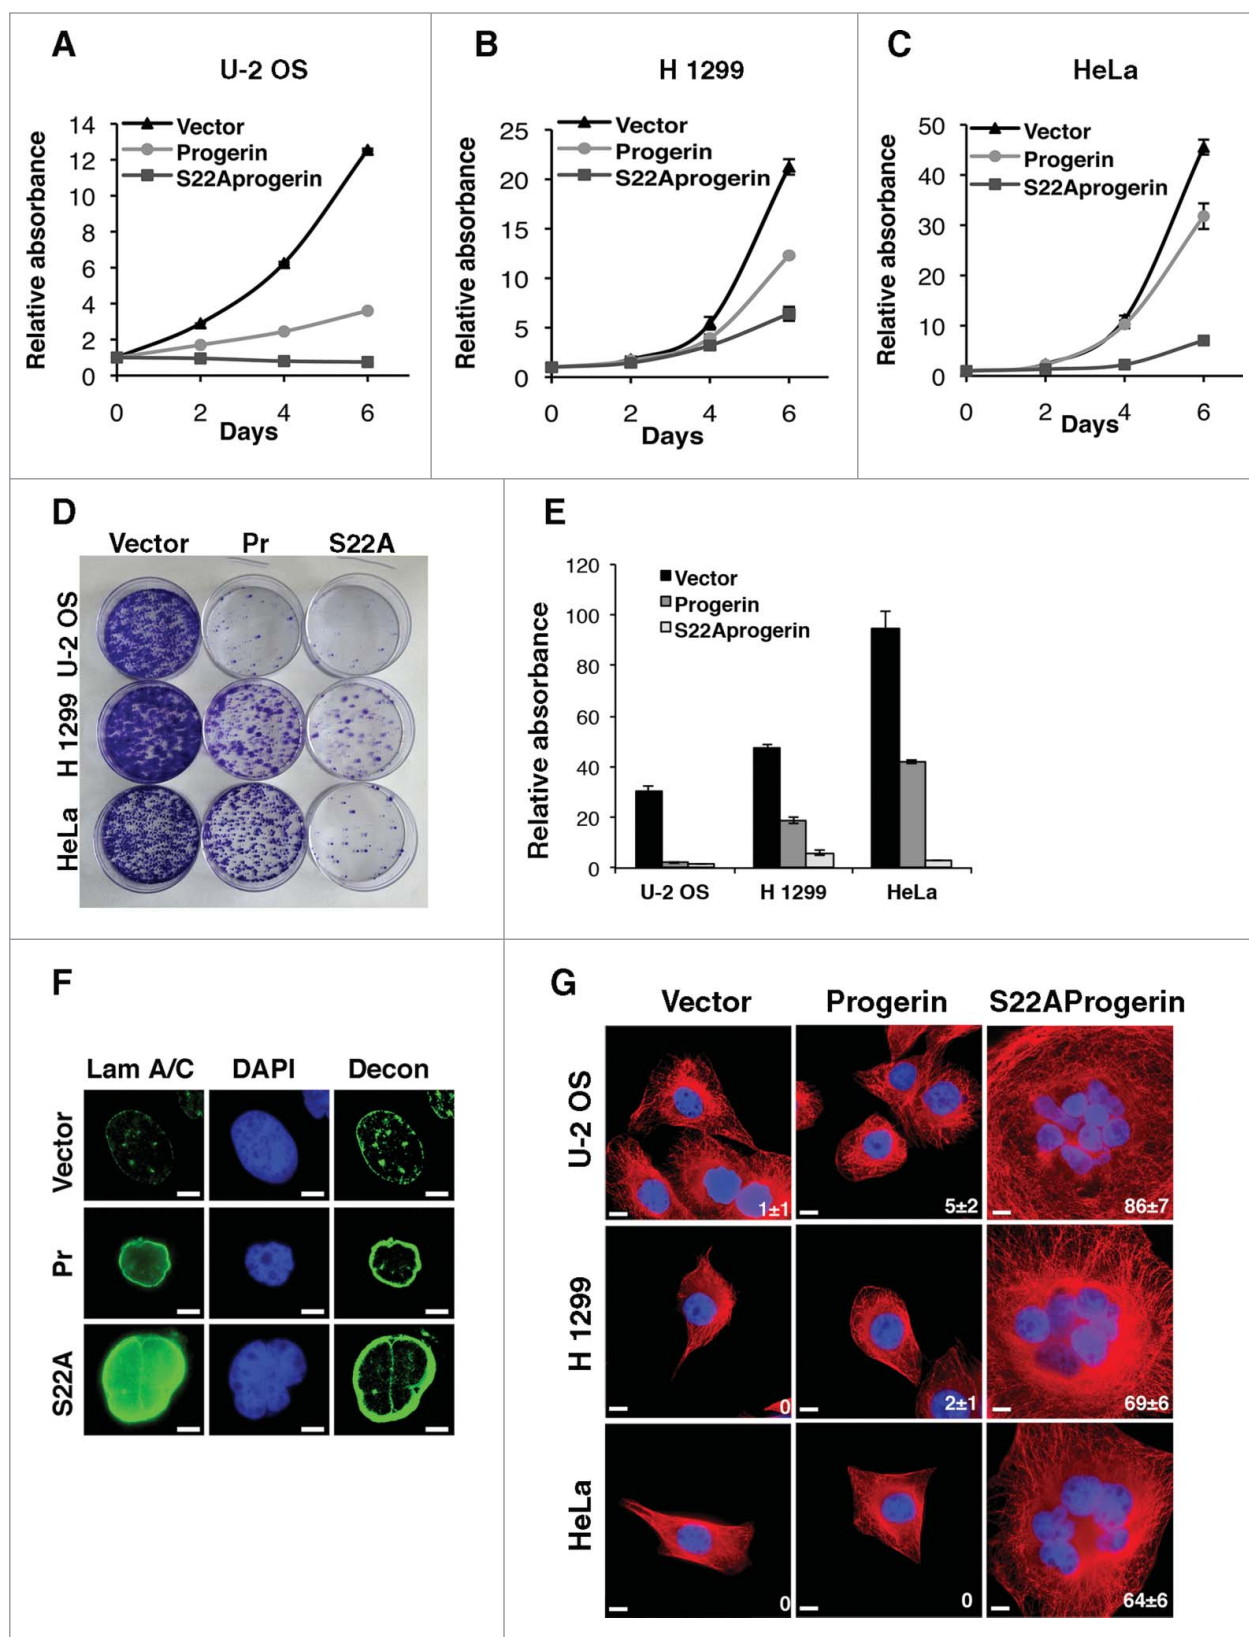 A
U-2 OS
Vector
Progerin
S22Aprogerin
Relative absorbance
14
12
10
8
6
4
2
0
0 2 4 6
Days
B
H 1299
Vector
Progerin
S22Aprogerin
Relative absorbance
25
20
15
10
5
0
0 2 4 6
Days
C
HeLa
Vector
Progerin
S22Aprogerin
Relative absorbance
50
40
30
20
10
0
0 2 4 6
Days
D
Vector Pr S22A
U-2 OS
H 1299
HeLa
E
Vector
Progerin
S22Aprogerin
Relative absorbance
120
100
80
60
40
20
0
U-2 OS H 1299 HeLa
F
Lam A/C DAPI Decon
Vector
Pr
S22A
G
Vector Progerin S22AProgerin
U-2 OS
1±1 5±2 86±7
H 1299
0 2±1 69±6
HeLa
0 0 64±6